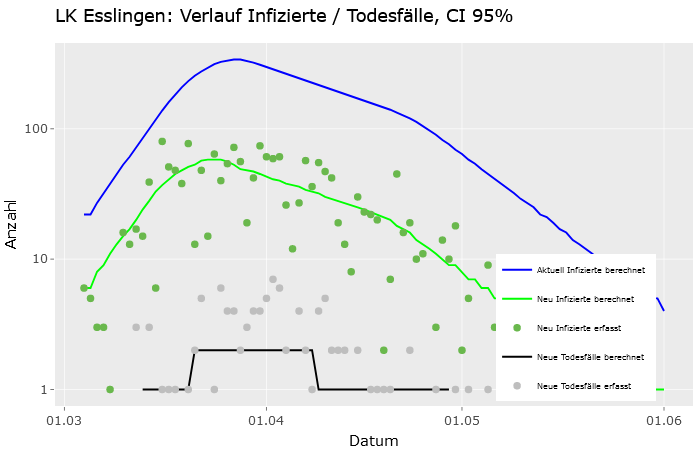 LK Esslingen: Verlauf Infizierte / Todesfälle, CI 95%
Anzahl
100
10
1
Aktuell Infizierte berechnet
Neu Infizierte berechnet
Neu Infizierte erfasst
Neue Todesfälle berechnet
Neue Todesfälle erfasst
01.03
01.04
01.05
01.06
Datum